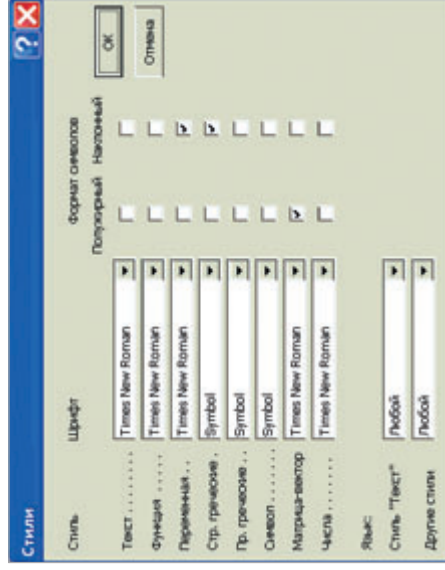 Стили
Стиль Шрифт Формат символов
Полужирный Наклонный
Текст . . . . . . . . . Times New Roman
Функция . . . . . Times New Roman
Переменная . . Times New Roman
Стр. греческие . Symbol
Пр. греческие . . Symbol
Символ . . . . . . . Symbol
Матрица-вектор Times New Roman
Числа . . . . . . . . . Times New Roman
Язык:
Стиль "Текст" Любой
Другие стили Любой
ОК
Отмена